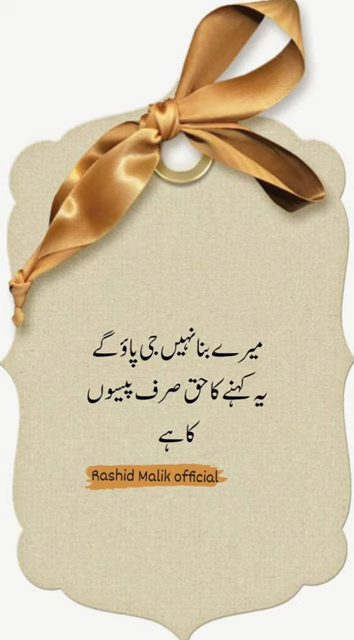 میرے بنا نہیں جی پاؤ گے
یہ کہنے کا حق صرف پیسوں
کا ہے
Rashid Malik official